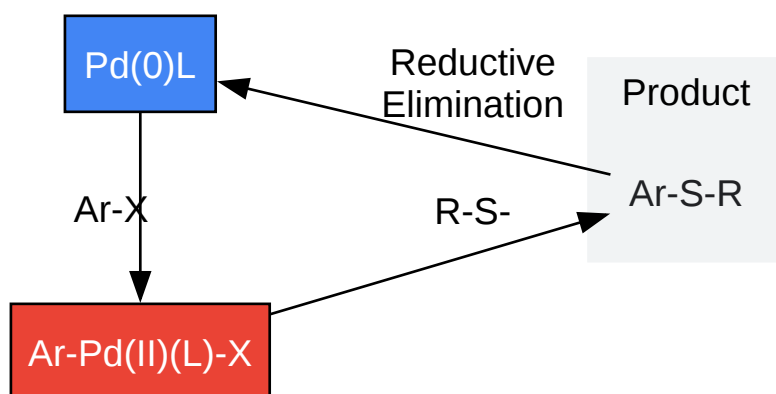 Pd(0)L
Reductive
Elimination
Product
Ar-X
R-S-
Ar-S-R
Ar-Pd(II)(L)-X